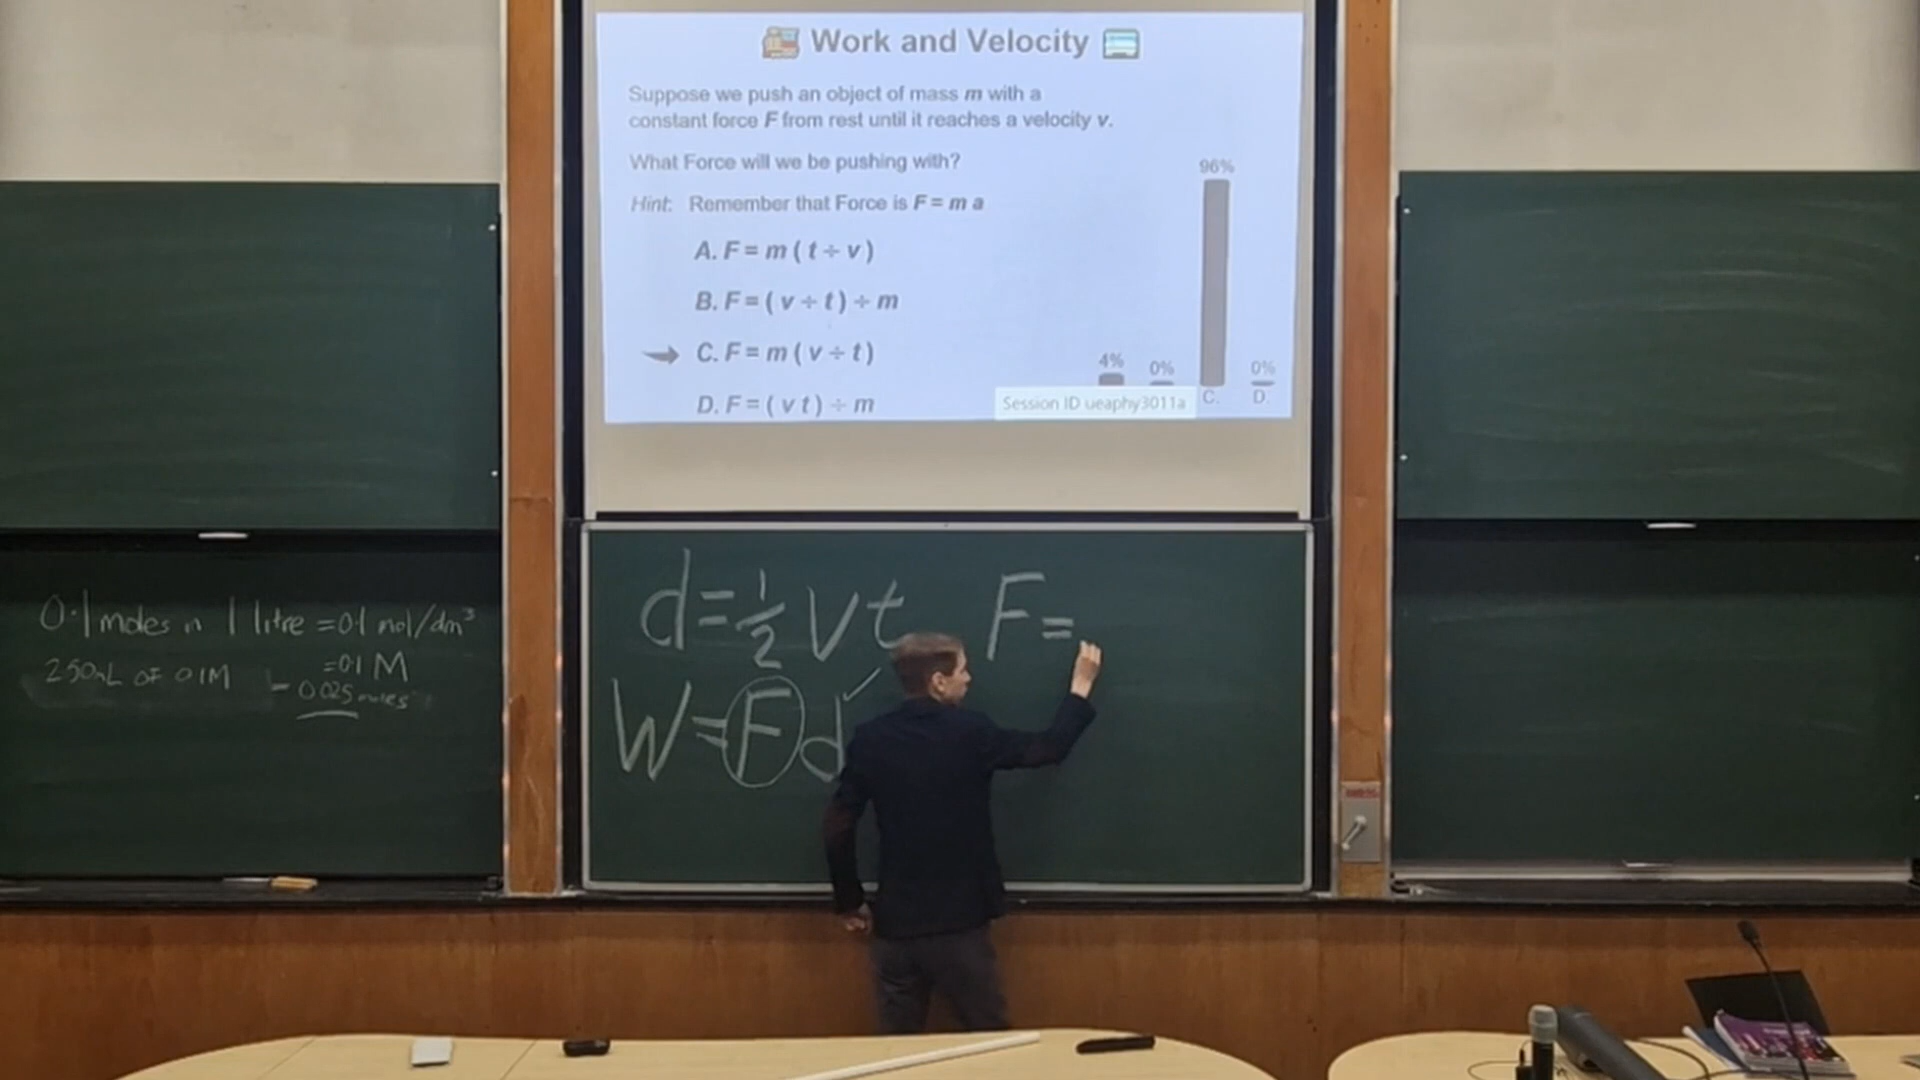 Work and Velocity
Suppose we push an object of mass m with a
constant force F from rest until it reaches a velocity v.
What Force will we be pushing with?
Hint: Remember that Force is F = m a
A. F = m ( t ÷ v )
B. F = ( v ÷ t ) ÷ m
C. F = m ( v ÷ t )
D. F = ( v t ) ÷ m
96%
4%
0%
0%
Session ID ueaphy3011a
C.
D.
0.1 moles in 1 litre = 0.1 mol/dm³
= 0.1 M
250mL OF 0.1M = 0.025 moles
d = ½ v t
F =
W = F d ✓